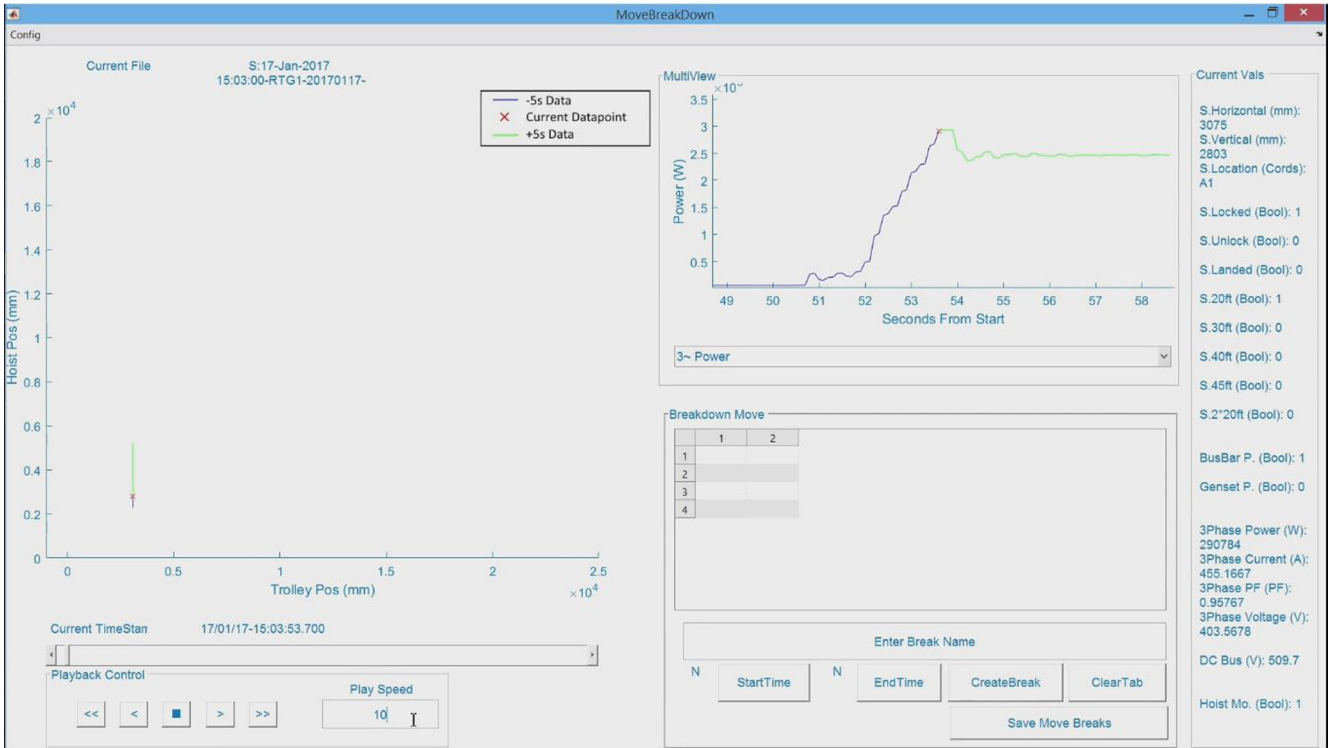 MoveBreakDown
Config
Current File
S:17-Jan-2017
15:03:00-RTG1-20170117-
-5s Data
Current Datapoint
+5s Data
×10⁴
2
1.8
1.6
1.4
1.2
1
0.8
0.6
0.4
0.2
0
Hoist Pos (mm)
0 0.5 1 1.5 2 2.5
Trolley Pos (mm)
×10⁴
Current TimeStan
17/01/17-15:03:53.700
Playback Control
Play Speed
<< < > >>
10
MultiView
3.5
3
2.5
2
1.5
1
0.5
Power (W)
49 50 51 52 53 54 55 56 57 58
Seconds From Start
3~ Power
Breakdown Move
1 2
1
2
3
4
Enter Break Name
N StartTime N EndTime CreateBreak ClearTab
Save Move Breaks
Current Vals
S.Horizontal (mm):
3075
S.Vertical (mm):
2803
S.Location (Cords):
A1
S.Locked (Bool): 1
S.Unlock (Bool): 0
S.Landed (Bool): 0
S.20ft (Bool): 1
S.30ft (Bool): 0
S.40ft (Bool): 0
S.45ft (Bool): 0
S.2*20ft (Bool): 0
BusBar P. (Bool): 1
Genset P. (Bool): 0
3Phase Power (W):
290784
3Phase Current (A):
455.1667
3Phase PF (PF):
0.95767
3Phase Voltage (V):
403.5678
DC Bus (V): 509.7
Hoist Mo. (Bool): 1